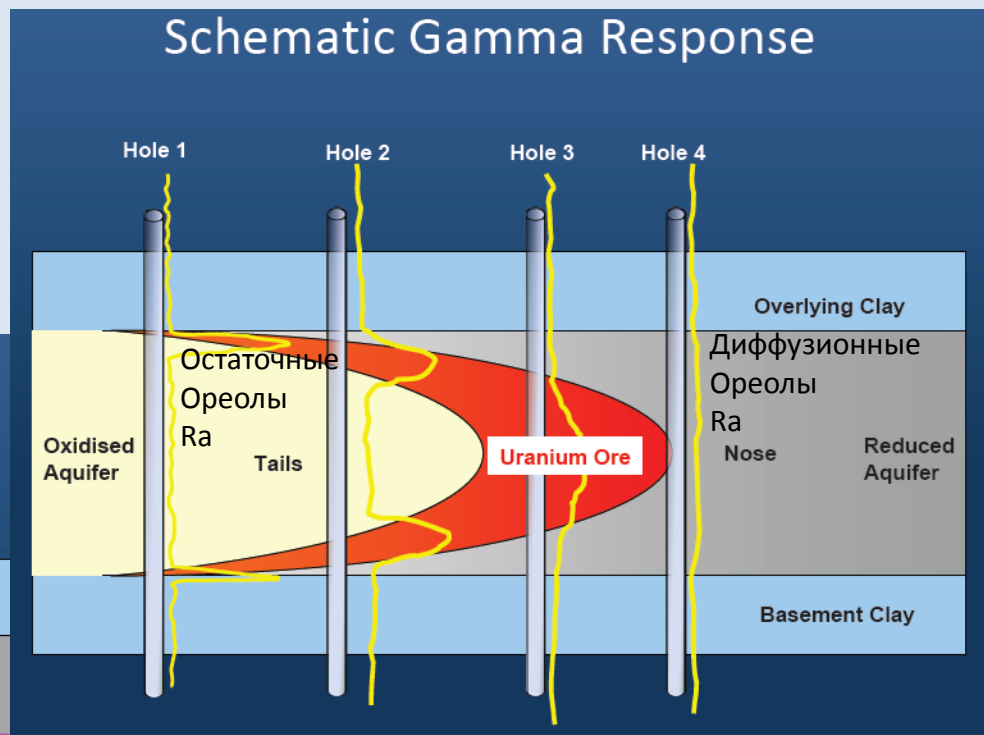 Schematic Gamma Response
Hole 1
Hole 2
Hole 3
Hole 4
Overlying Clay
Остаточные
Ореолы
Ra
Диффузионные
Ореолы
Ra
Oxidised
Aquifer
Tails
Uranium Ore
Nose
Reduced
Aquifer
Basement Clay